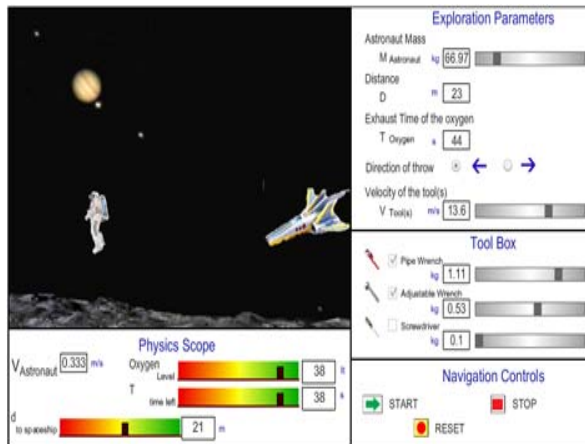 Exploration Parameters
Astronaut Mass
M Astronaut kg 66.97
Distance
D m 23
Exhaust Time of the oxygen
T Oxygen s 44
Direction of throw
Velocity of the tool(s)
V Tool(s) m/s 13.6
Tool Box
Pipe Wrench
kg 1.11
Adjustable Wrench
kg 0.53
Screwdriver
kg 0.1
Physics Scope
V Astronaut 0.333 m/s
Oxygen Level 38 lt
T time left 38 s
d to spaceship 21 m
Navigation Controls
START STOP
RESET